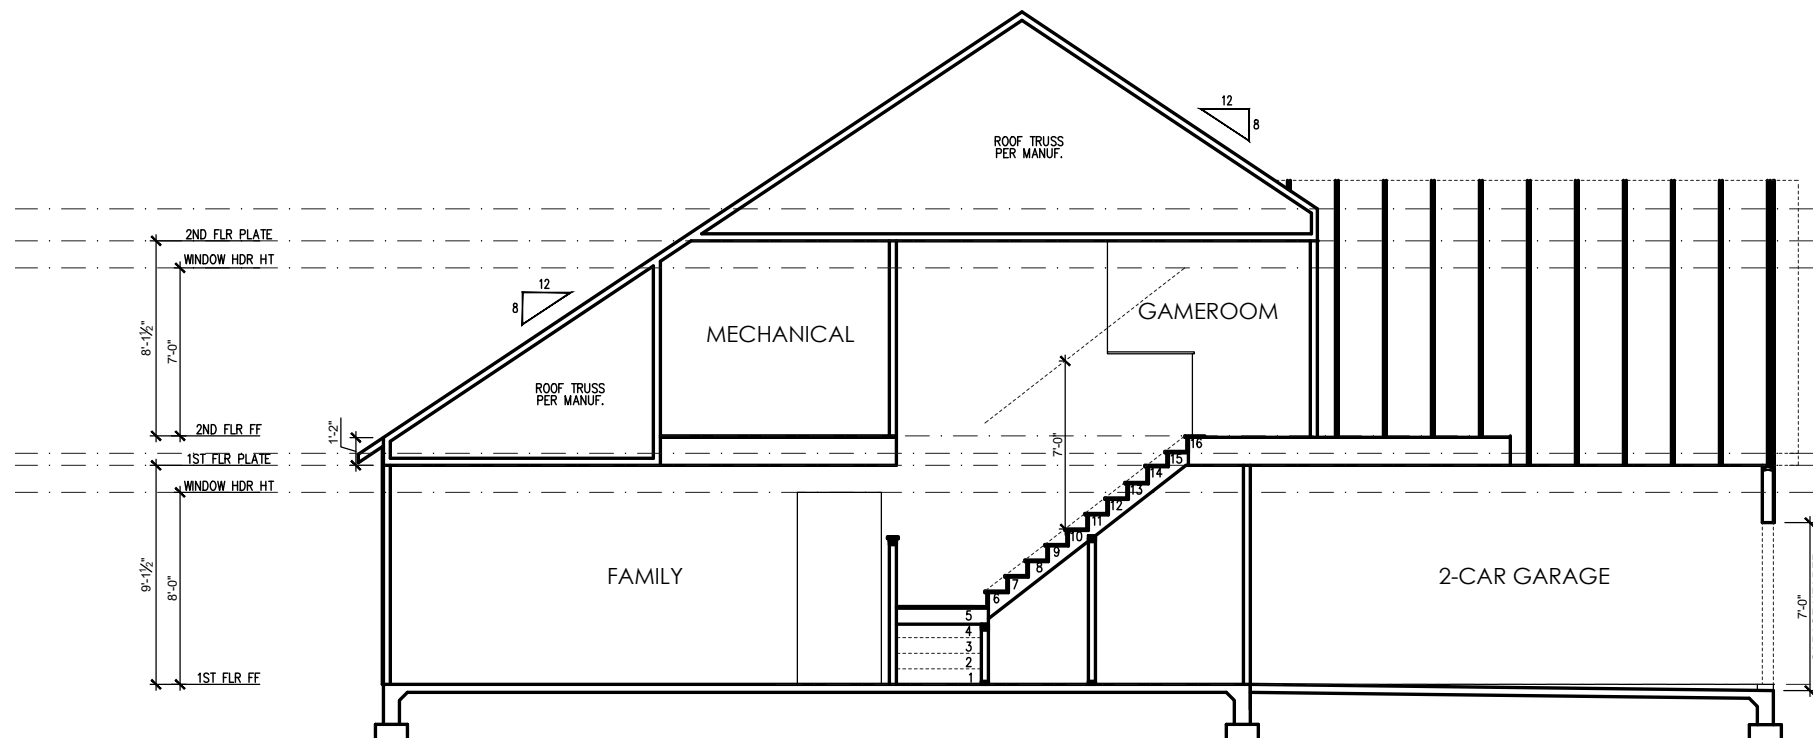 12
8
ROOF TRUSS
PER MANUF.
2ND FLR PLATE
WINDOW HDR HT
12
8
8'-1½"
7'-0"
MECHANICAL
GAMEROOM
ROOF TRUSS
PER MANUF.
2ND FLR FF
1'-2"
7'-0"
1ST FLR PLATE
WINDOW HDR HT
16
15
14
13
12
11
10
9
8
7
6
5
4
3
2
1
9'-1½"
8'-0"
FAMILY
2-CAR GARAGE
7'-0"
1ST FLR FF